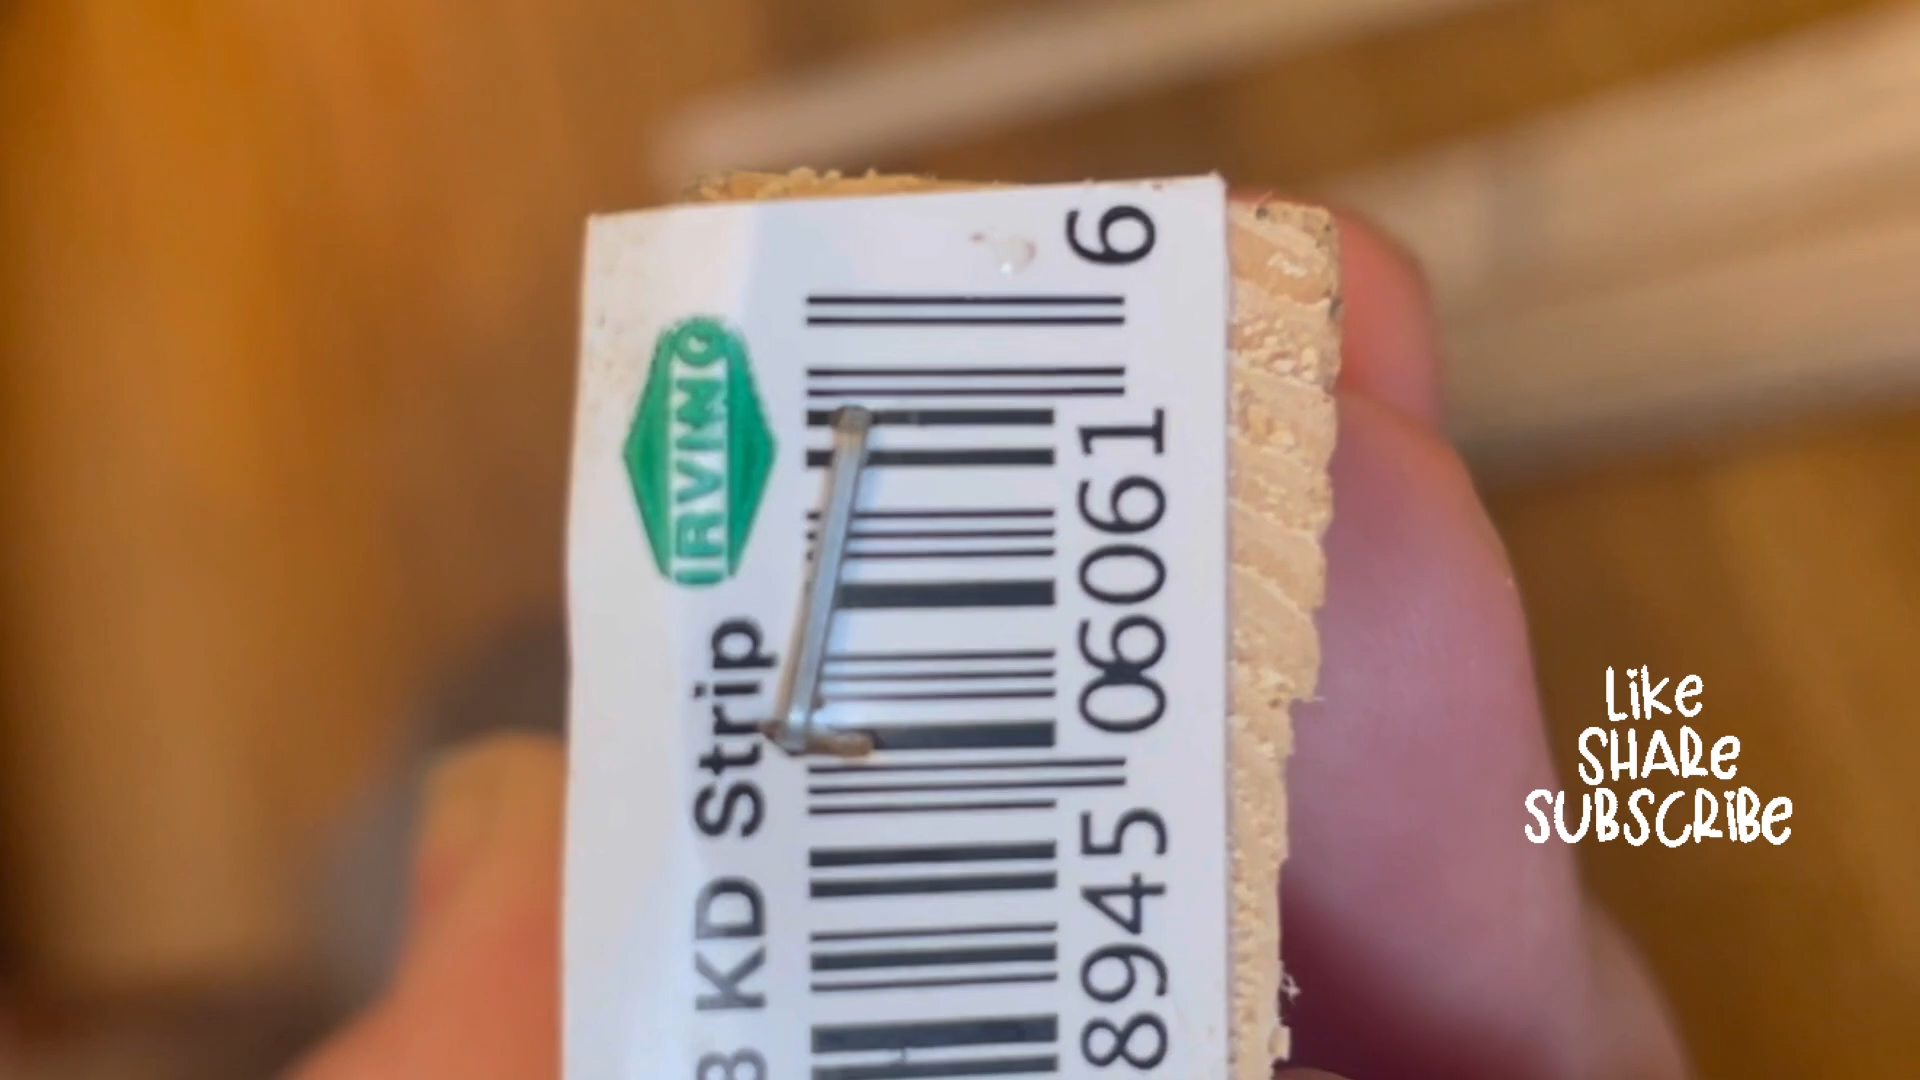 IRVING
3 KD Strip
8945 06061 6
LiKe
SHARe
SUBSCRiBe